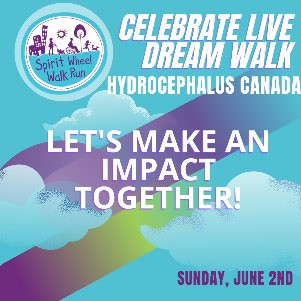 Spirit Wheel
Walk Run
CELEBRATE LIVE
DREAM WALK
HYDROCEPHALUS CANADA
LET'S MAKE AN
IMPACT
TOGETHER!
SUNDAY, JUNE 2ND